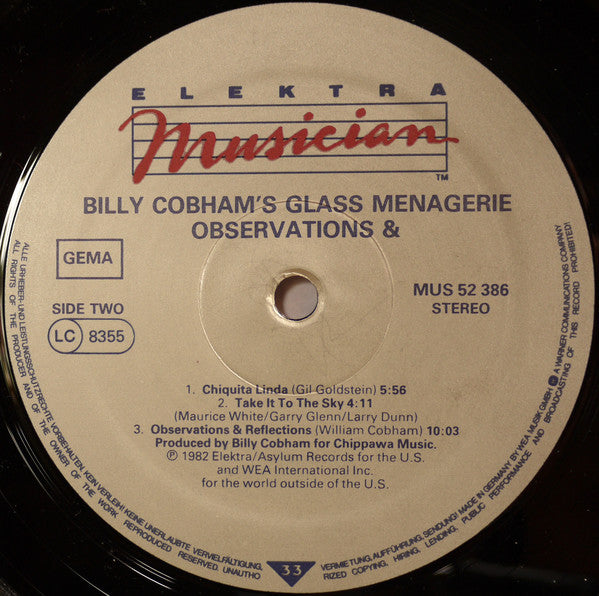 ELEKTRA
Musician
TM
BILLY COBHAM'S GLASS MENAGERIE
OBSERVATIONS &
GEMA
MUS 52 386
STEREO
SIDE TWO
LC 8355
1. Chiquita Linda (Gil Goldstein) 5:56
2. Take It To The Sky 4:11
(Maurice White/Garry Glenn/Larry Dunn)
3. Observations & Reflections (William Cobham) 10:03
Produced by Billy Cobham for Chippawa Music.
℗ 1982 Elektra/Asylum Records for the U.S.
and WEA International Inc.
for the world outside of the U.S.
33
ALLE URHEBER- UND LEISTUNGSSCHUTZRECHTE VORBEHALTEN. KEIN VERLEIH! KEINE UNERLAUBTE VERVIELFÄLTIGUNG, VERMIETUNG, AUFFÜHRUNG, SENDUNG! MADE IN GERMANY BY WEA MUSIK GMBH A WARNER COMMUNICATIONS COMPANY
ALL RIGHTS OF THE PRODUCER AND OF THE OWNER OF THE WORK REPRODUCED RESERVED. UNAUTHORIZED COPYING, HIRING, LENDING, PUBLIC PERFORMANCE AND BROADCASTING OF THIS RECORD PROHIBITED!